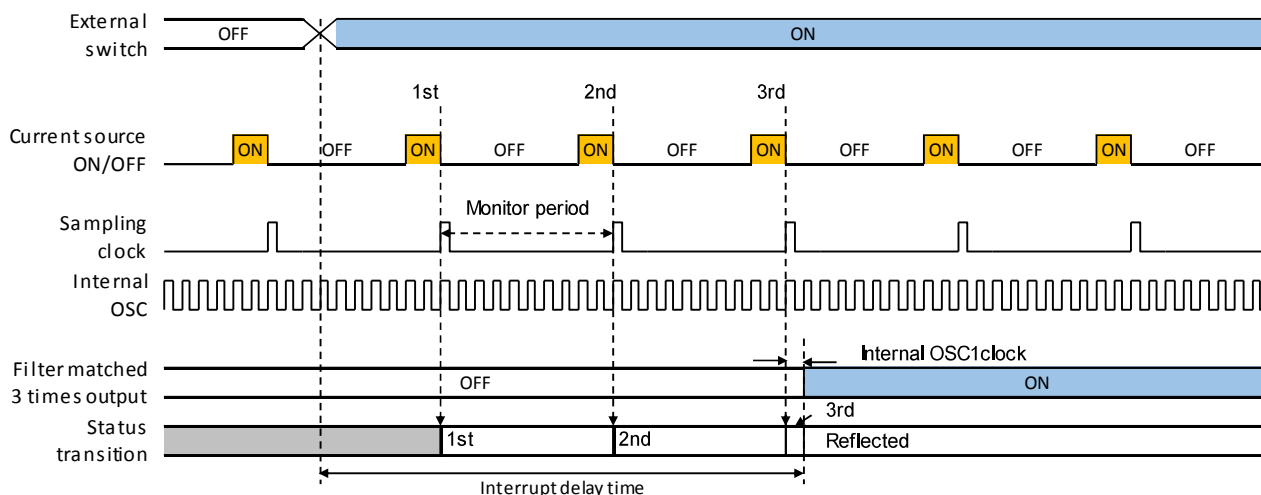 External
switch
OFF
ON
1st
2nd
3rd
Current source
ON/OFF
ON
OFF
ON
OFF
ON
OFF
ON
OFF
ON
OFF
ON
OFF
Sampling
clock
Monitor period
Internal
OSC
Internal OSC1clock
Filter matched
3 times output
OFF
ON
Status
transition
1st
2nd
3rd
Reflected
Interrupt delay time